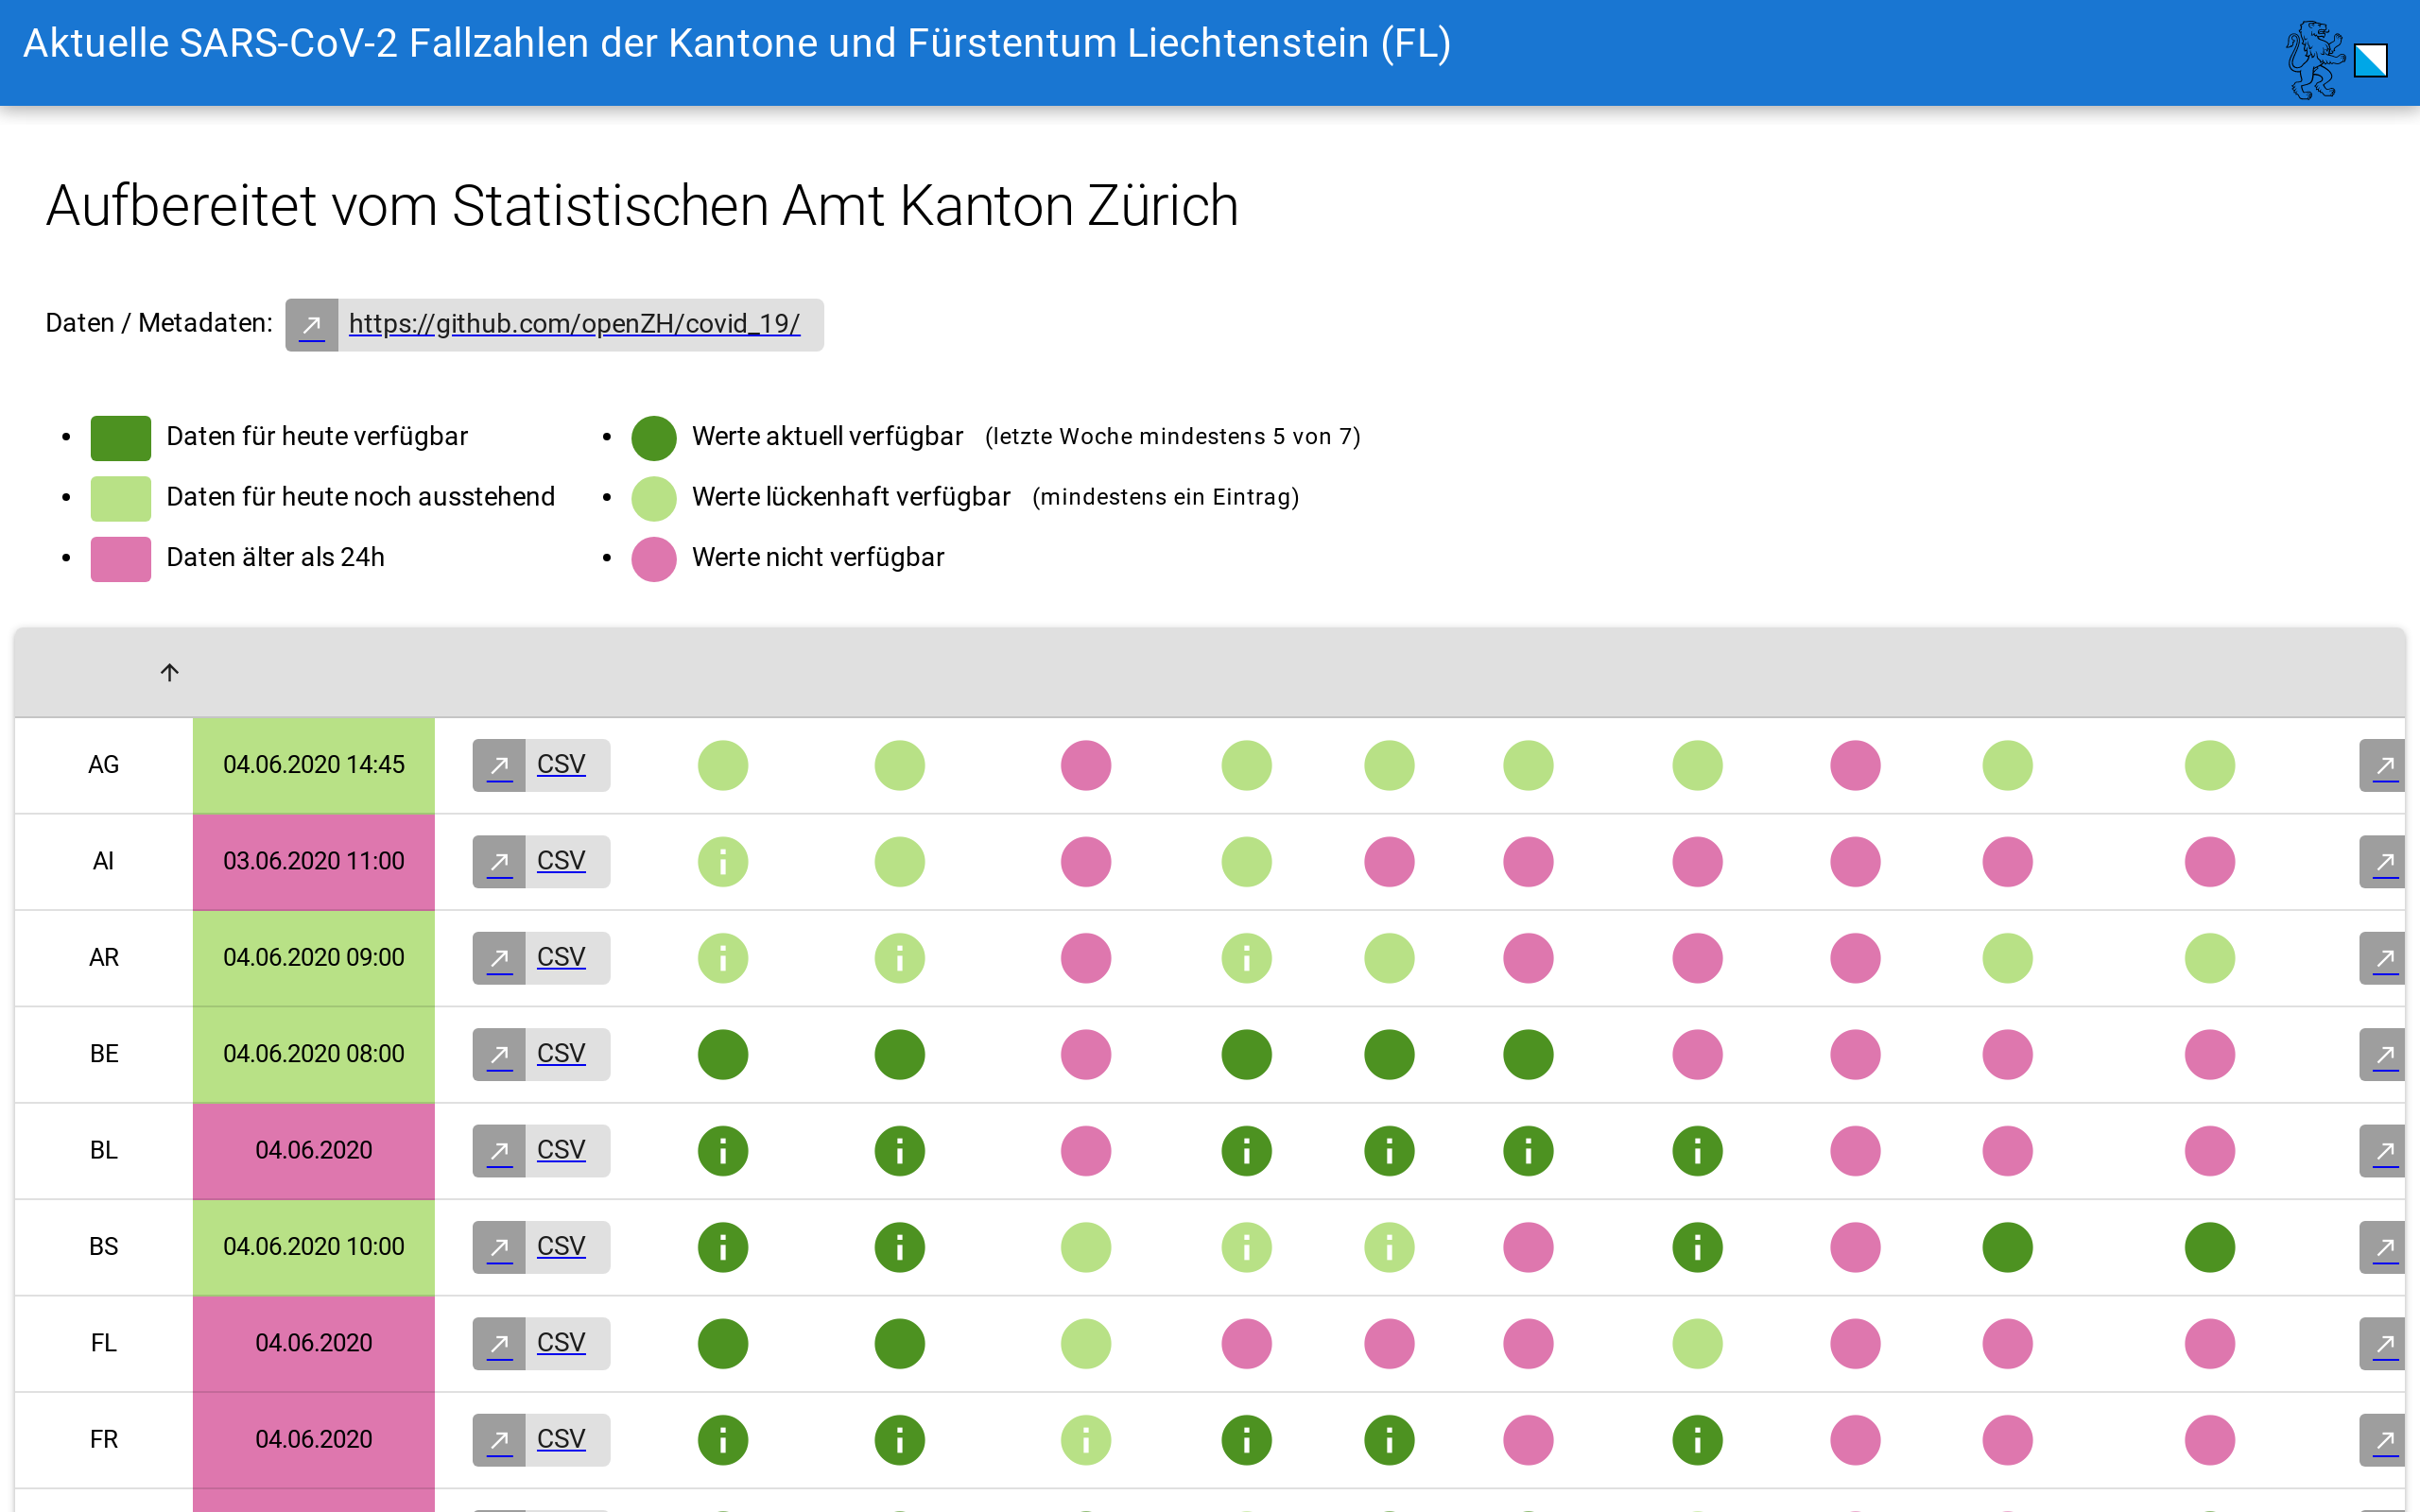 Aktuelle SARS-CoV-2 Fallzahlen der Kantone und Fürstentum Liechtenstein (FL)
Aufbereitet vom Statistischen Amt Kanton Zürich
Daten / Metadaten: https://github.com/openZH/covid_19/
Daten für heute verfügbar
Daten für heute noch ausstehend
Daten älter als 24h
Werte aktuell verfügbar (letzte Woche mindestens 5 von 7)
Werte lückenhaft verfügbar (mindestens ein Eintrag)
Werte nicht verfügbar
AG 04.06.2020 14:45 CSV
AI 03.06.2020 11:00 CSV
AR 04.06.2020 09:00 CSV
BE 04.06.2020 08:00 CSV
BL 04.06.2020 CSV
BS 04.06.2020 10:00 CSV
FL 04.06.2020 CSV
FR 04.06.2020 CSV